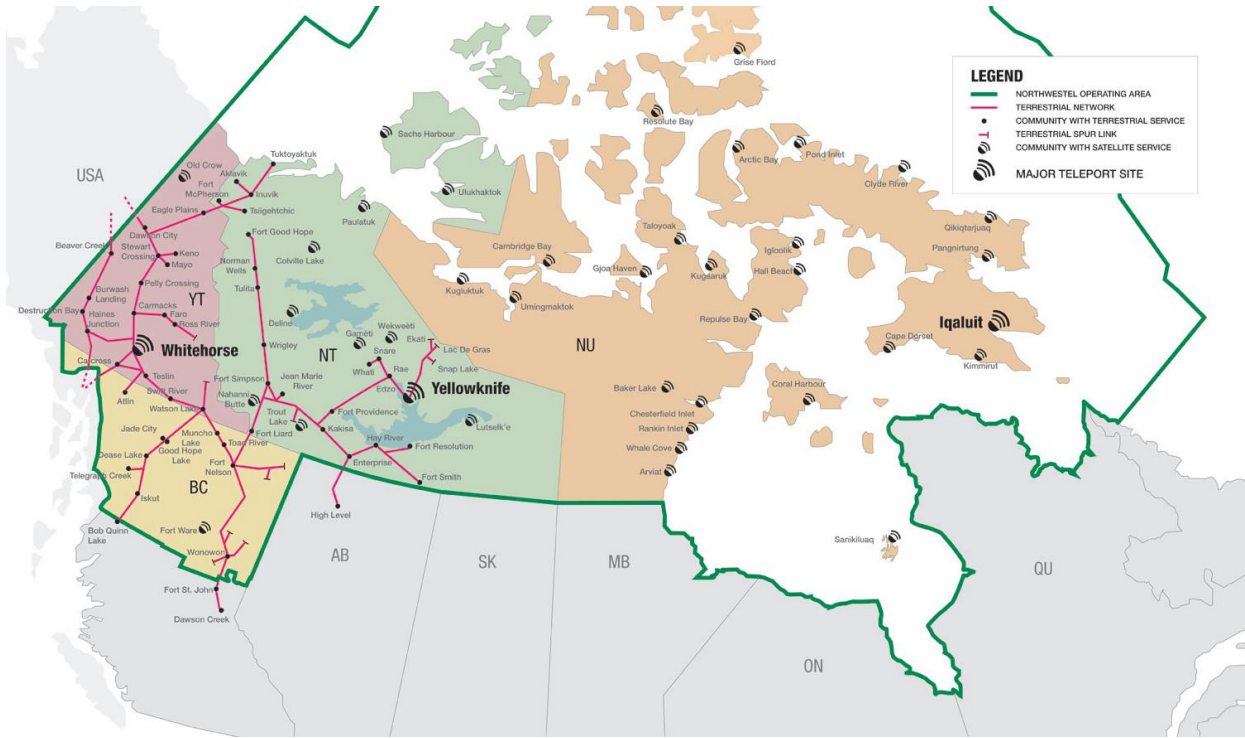 LEGEND
NORTHWESTEL OPERATING AREA
TERRESTRIAL NETWORK
COMMUNITY WITH TERRESTRIAL SERVICE
TERRESTRIAL SPUR LINK
COMMUNITY WITH SATELLITE SERVICE
MAJOR TELEPORT SITE
Grise Fiord
Resolute Bay
Sachs Harbour
Arctic Bay
Pond Inlet
Tuktoyaktuk
Old Crow
Aklavik
USA
Fort
McPherson
Inuvik
Ulukhaktok
Clyde River
Tsiigehtchic
Eagle Plains
Paulatuk
Qikiqtarjuaq
Dawson City
Fort Good Hope
Taloyoak
Beaver Creek
Stewart
Crossing
Keno
Mayo
Colville Lake
Cambridge Bay
Igloolik
Pangnirtung
Norman
Wells
Gjoa Haven
Kugaaruk
Hall Beach
Pelly Crossing
Tulita
Kugluktuk
Umingmaktok
Burwash
Landing
YT
Destruction Bay
Carmacks
Faro
Ross River
Deline
Repulse Bay
Haines
Junction
Gamèti
Wekweèti
Iqaluit
Whitehorse
Wrigley
NT
Snare
Ekati
Lac De Gras
NU
Cape Dorset
Kimmirut
Carcross
Whati
Rae
Snap Lake
Teslin
Fort Simpson
Jean Marie
River
Edzo
Yellowknife
Baker Lake
Coral Harbour
Atlin
Swift River
Nahanni
Butte
Watson Lake
Trout
Lake
Fort Providence
Chesterfield Inlet
Lutselk'e
Jade City
Muncho
Lake
Fort Liard
Kakisa
Rankin Inlet
Good Hope
Lake
Toad River
Hay River
Fort Resolution
Whale Cove
Dease Lake
Fort
Nelson
Enterprise
Arviat
Telegraph Creek
BC
Fort Smith
Iskut
High Level
Bob Quinn
Lake
Fort Ware
Wonowon
Sanikiluaq
AB
SK
MB
QU
Fort St. John
Dawson Creek
ON